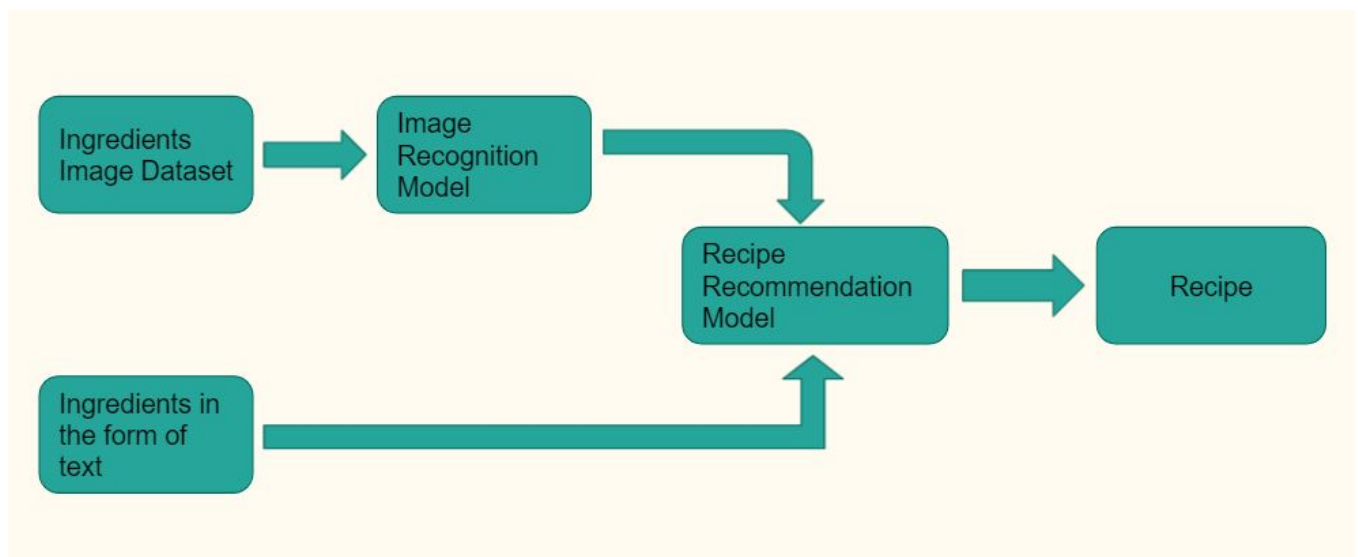 Ingredients
Image Dataset
Image
Recognition
Model
Recipe
Recommendation
Model
Recipe
Ingredients in
the form of
text